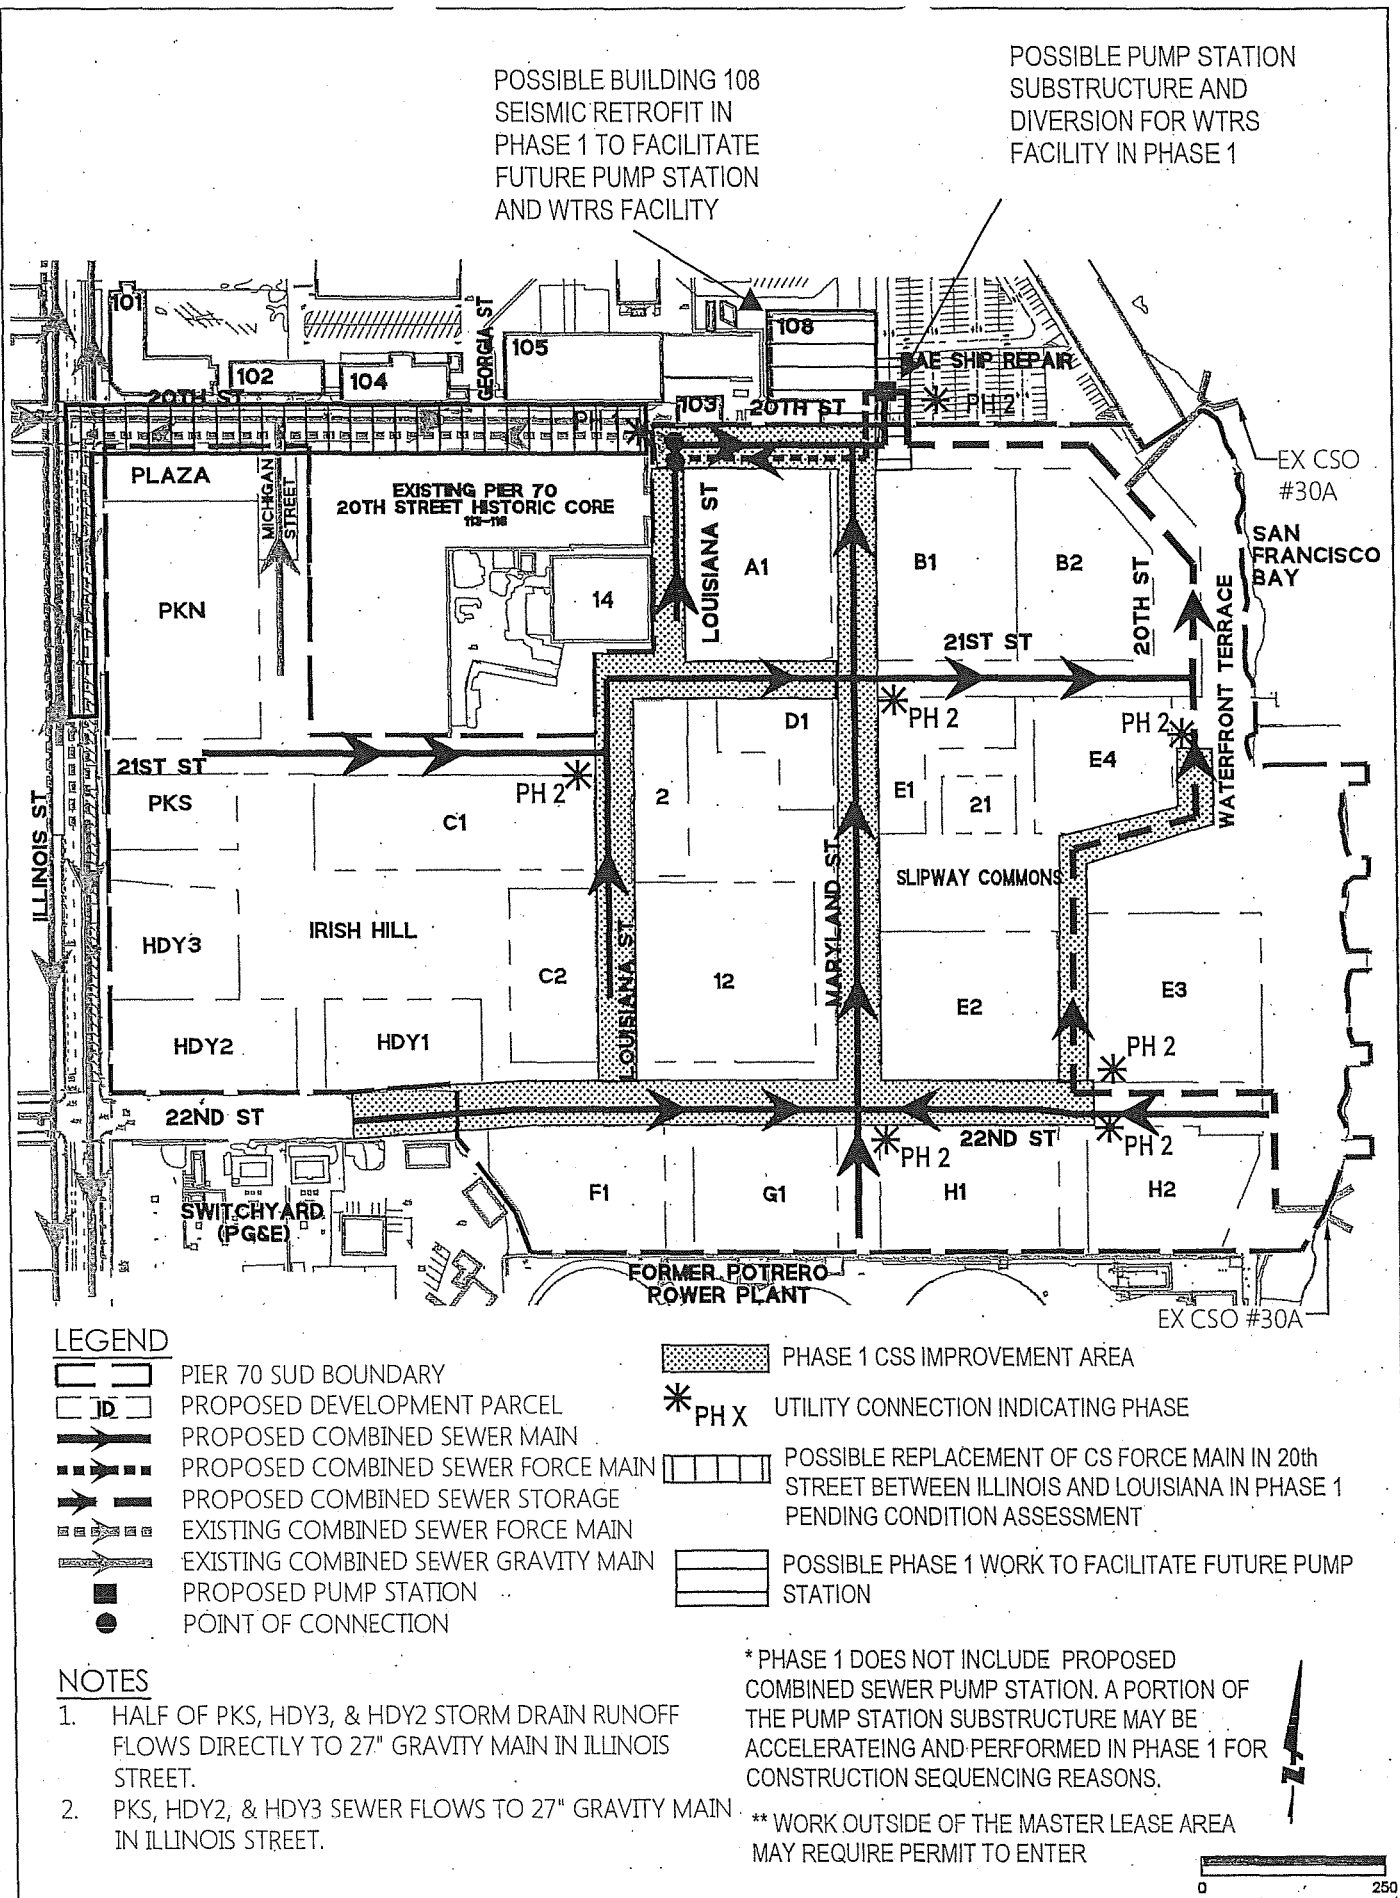 POSSIBLE BUILDING 108
SEISMIC RETROFIT IN
PHASE 1 TO FACILITATE
FUTURE PUMP STATION
AND WTRS FACILITY
POSSIBLE PUMP STATION
SUBSTRUCTURE AND
DIVERSION FOR WTRS
FACILITY IN PHASE 1
101
102
104
GEORGIA ST
105
108
103
AE SHIP REPAIR
20TH ST
20TH ST
PH 1
PH 2
EX CSO
#30A
PLAZA
MICHIGAN
STREET
EXISTING PIER 70
20TH STREET HISTORIC CORE
113-116
LOUISIANA ST
A1
B1
B2
20TH ST
SAN
FRANCISCO
BAY
WATERFRONT TERRACE
PKN
14
21ST ST
D1
PH 2
PH 2
21ST ST
PH 2
PKS
C1
2
E1
21
E4
ILLINOIS ST
MARYLAND ST
SLIPWAY COMMONS
HDY3
IRISH HILL
C2
LOUISIANA ST
12
E2
E3
HDY2
HDY1
PH 2
22ND ST
22ND ST
PH 2
PH 2
SWITCHYARD
(PG&E)
F1
G1
H1
H2
FORMER POTRERO
POWER PLANT
EX CSO #30A
LEGEND
PIER 70 SUD BOUNDARY
ID PROPOSED DEVELOPMENT PARCEL
PROPOSED COMBINED SEWER MAIN
PROPOSED COMBINED SEWER FORCE MAIN
PROPOSED COMBINED SEWER STORAGE
EXISTING COMBINED SEWER FORCE MAIN
EXISTING COMBINED SEWER GRAVITY MAIN
PROPOSED PUMP STATION
POINT OF CONNECTION
PHASE 1 CSS IMPROVEMENT AREA
PH X UTILITY CONNECTION INDICATING PHASE
POSSIBLE REPLACEMENT OF CS FORCE MAIN IN 20th
STREET BETWEEN ILLINOIS AND LOUISIANA IN PHASE 1
PENDING CONDITION ASSESSMENT
POSSIBLE PHASE 1 WORK TO FACILITATE FUTURE PUMP
STATION
NOTES
1. HALF OF PKS, HDY3, & HDY2 STORM DRAIN RUNOFF
FLOWS DIRECTLY TO 27" GRAVITY MAIN IN ILLINOIS
STREET.
2. PKS, HDY2, & HDY3 SEWER FLOWS TO 27" GRAVITY MAIN
IN ILLINOIS STREET.
* PHASE 1 DOES NOT INCLUDE PROPOSED
COMBINED SEWER PUMP STATION. A PORTION OF
THE PUMP STATION SUBSTRUCTURE MAY BE
ACCELERATEING AND PERFORMED IN PHASE 1 FOR
CONSTRUCTION SEQUENCING REASONS.
** WORK OUTSIDE OF THE MASTER LEASE AREA
MAY REQUIRE PERMIT TO ENTER
Z
0 250